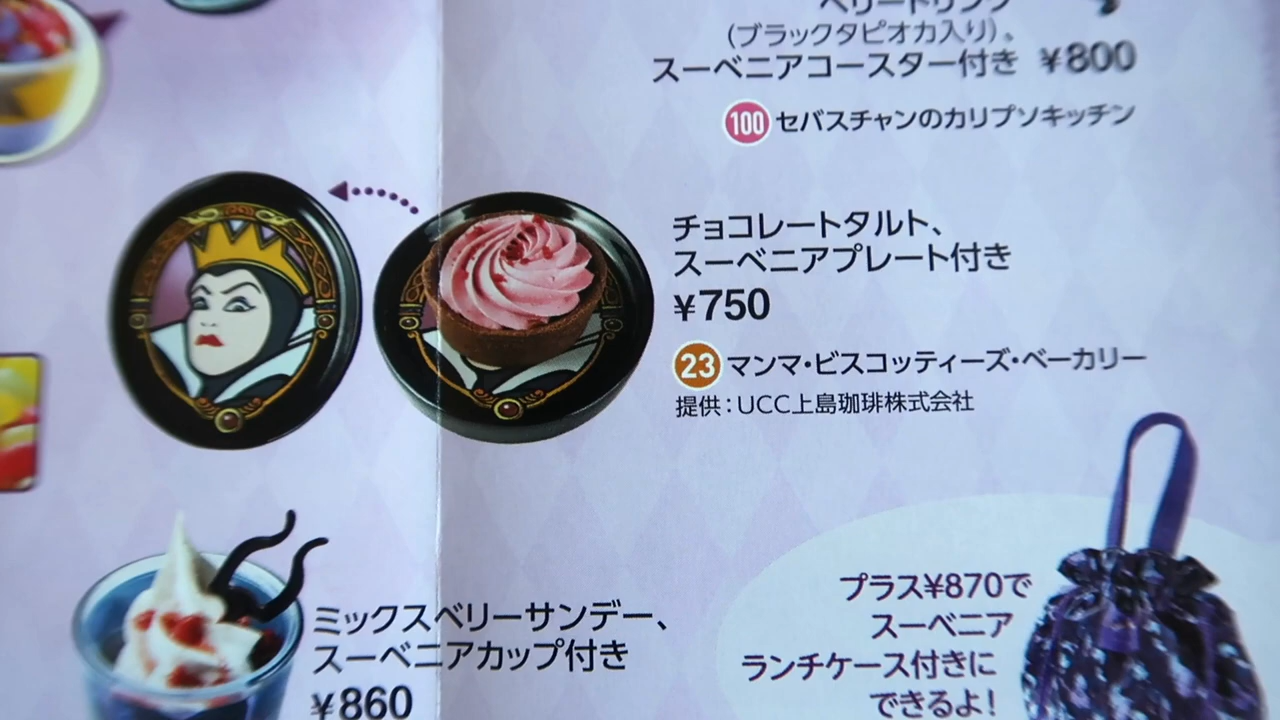 ベリードリンク
(ブラックタピオカ入り)、
スーベニアコースター付き ¥800
100 セバスチャンのカリプソキッチン
チョコレートタルト、
スーベニアプレート付き
¥750
23 マンマ・ビスコッティーズ・ベーカリー
提供：UCC上島珈琲株式会社
プラス¥870で
スーベニア
ランチケース付きに
できるよ！
ミックスベリーサンデー、
スーベニアカップ付き
¥860